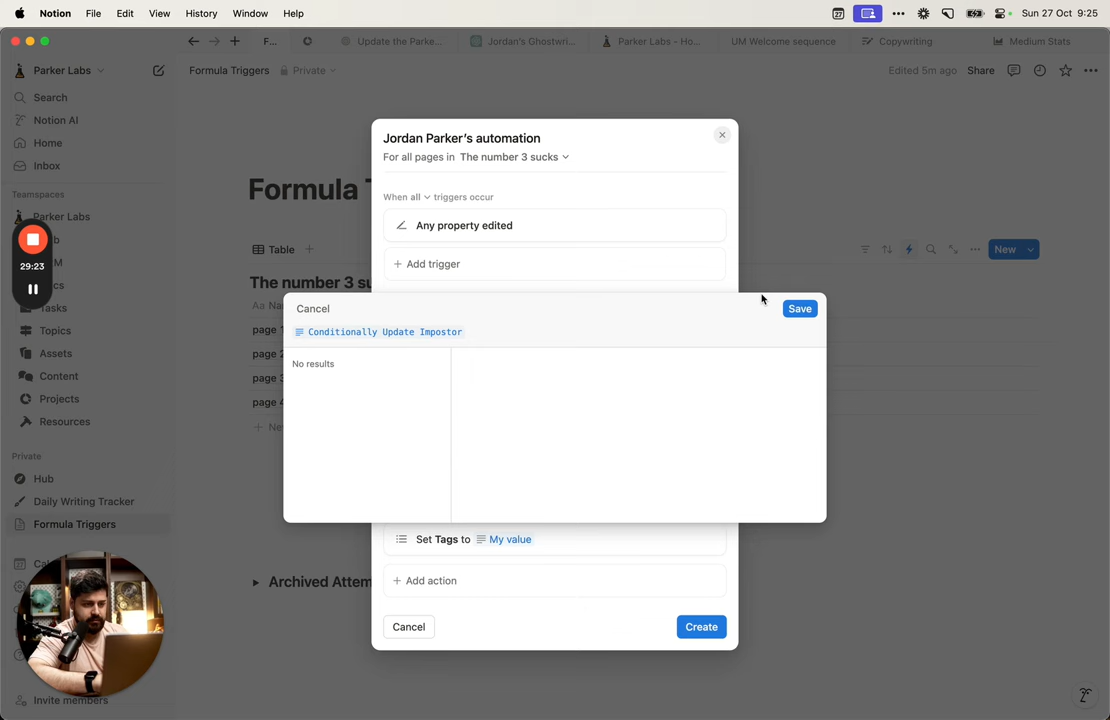 Notion File Edit View History Window Help
27
Sun 27 Oct 9:25
F...
Update the Parke...
Jordan's Ghostwri...
Parker Labs - Ho...
UM Welcome sequence
Copywriting
Medium Stats
Parker Labs
Formula Triggers Private
Edited 5m ago Share
Search
Notion AI
Home
Inbox
Teamspaces
Parker Labs
Tasks
Topics
Assets
Content
Projects
Resources
Private
Hub
Daily Writing Tracker
Formula Triggers
Invite members
29:23
Formula T
Table
New
The number 3 su
Aa Na
page 1
page 2
page 3
page 4
Ne
Archived Attem
Jordan Parker's automation
For all pages in The number 3 sucks
When all triggers occur
Any property edited
Add trigger
Cancel
Save
Conditionally Update Impostor
No results
Set Tags to My value
Add action
Cancel
Create